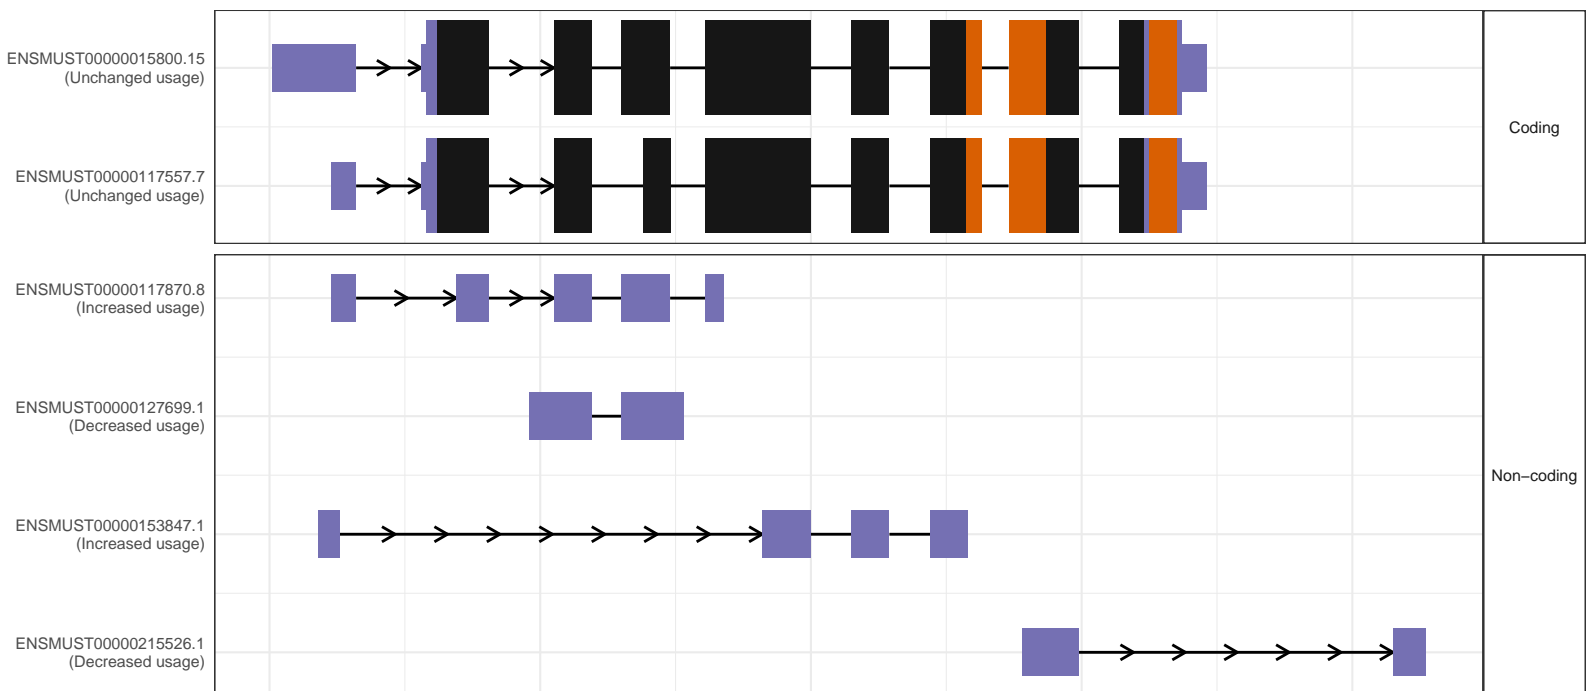 ENSMUST00000015800.15
(Unchanged usage)
ENSMUST00000117557.7
(Unchanged usage)
Coding
ENSMUST00000117870.8
(Increased usage)
ENSMUST00000127699.1
(Decreased usage)
Non−coding
ENSMUST00000153847.1
(Increased usage)
ENSMUST00000215526.1
(Decreased usage)